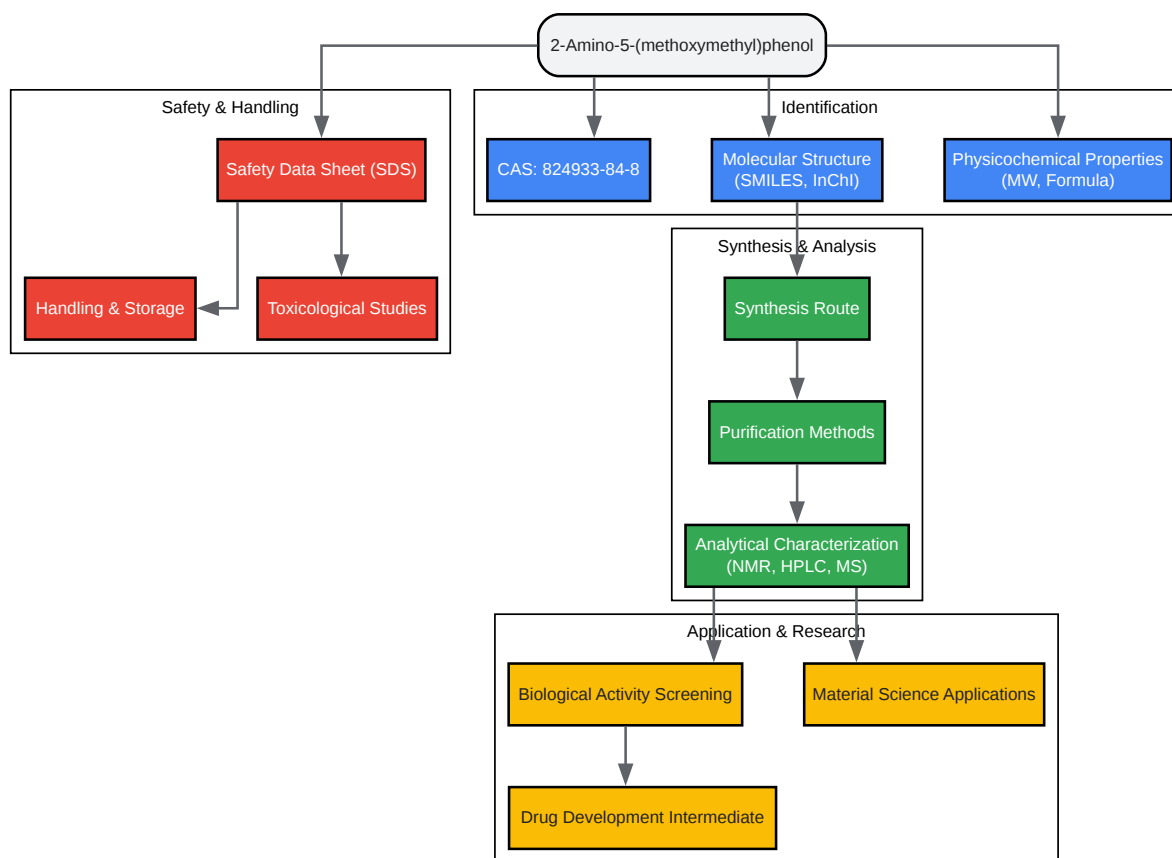 2-Amino-5-(methoxymethyl)phenol
Safety & Handling
Identification
Safety Data Sheet (SDS)
CAS: 824933-84-8
Molecular Structure
(SMILES, InChI)
Physicochemical Properties
(MW, Formula)
Synthesis & Analysis
Handling & Storage
Toxicological Studies
Synthesis Route
Purification Methods
Analytical Characterization
(NMR, HPLC, MS)
Application & Research
Biological Activity Screening
Material Science Applications
Drug Development Intermediate